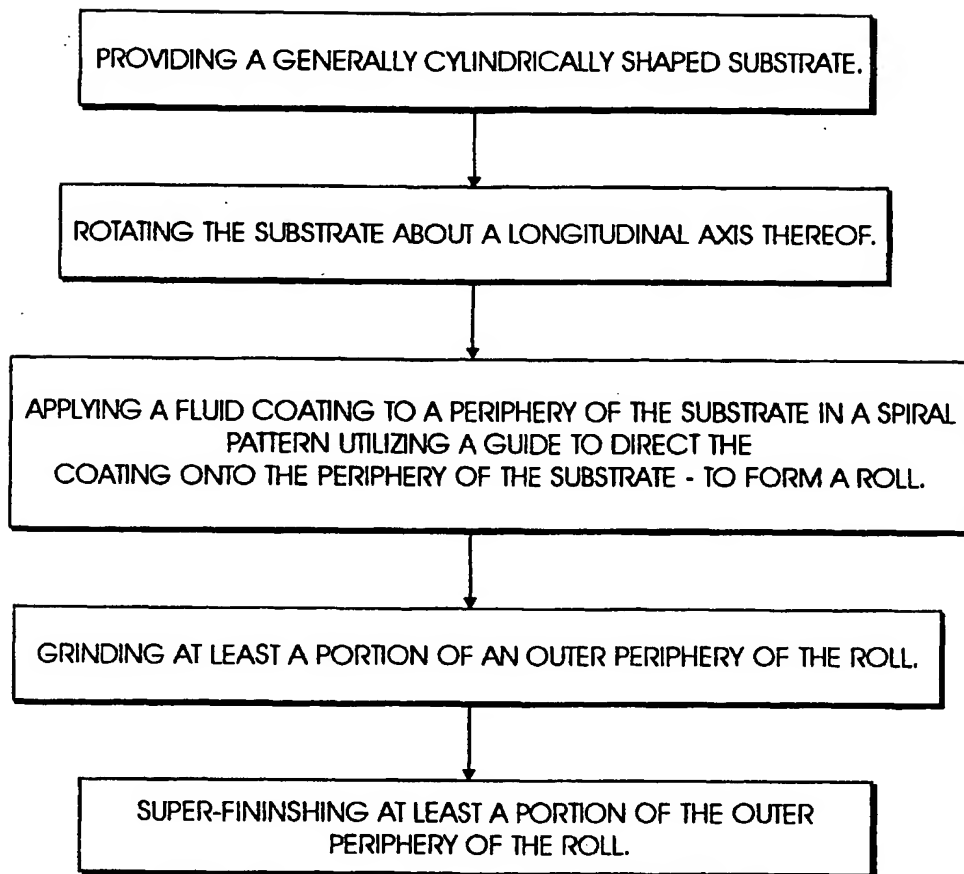 PROVIDING A GENERALLY CYLINDRICALLY SHAPED SUBSTRATE.
ROTATING THE SUBSTRATE ABOUT A LONGITUDINAL AXIS THEREOF.
APPLYING A FLUID COATING TO A PERIPHERY OF THE SUBSTRATE IN A SPIRAL
PATTERN UTILIZING A GUIDE TO DIRECT THE
COATING ONTO THE PERIPHERY OF THE SUBSTRATE - TO FORM A ROLL.
GRINDING AT LEAST A PORTION OF AN OUTER PERIPHERY OF THE ROLL.
SUPER-FININSHING AT LEAST A PORTION OF THE OUTER
PERIPHERY OF THE ROLL.